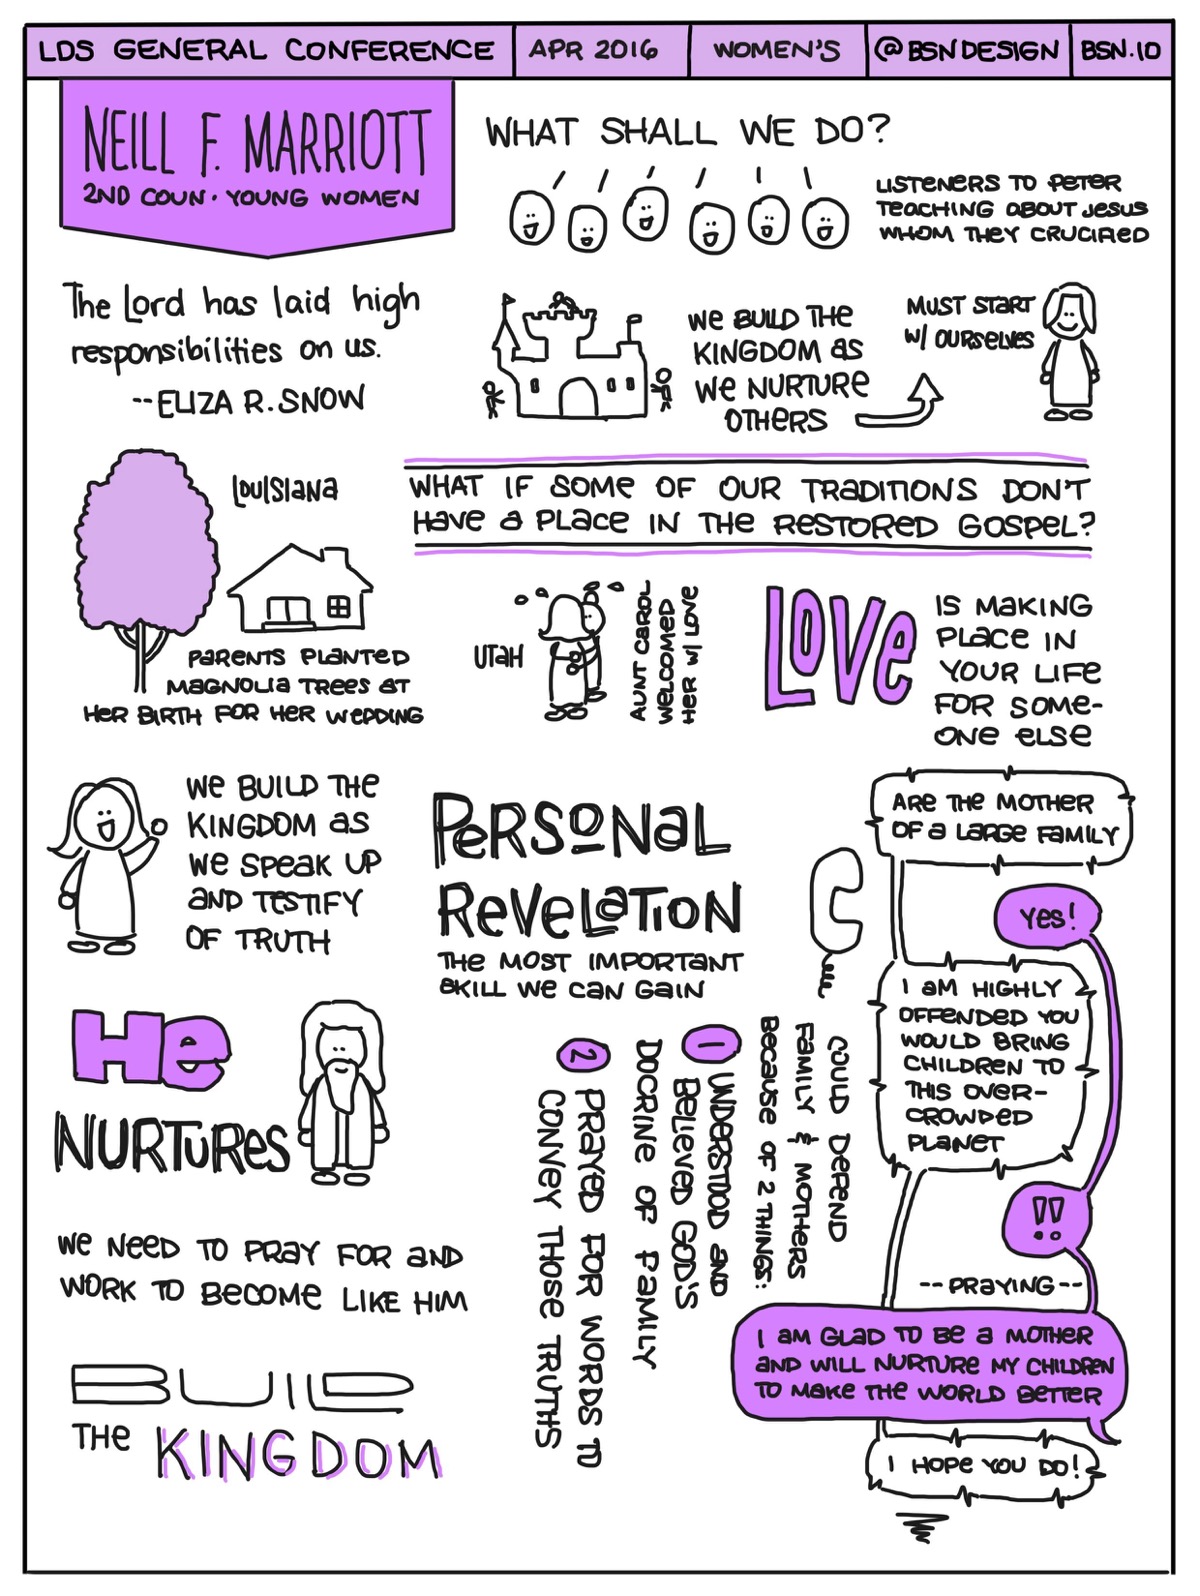 LDS GENERAL CONFERENCE
APR 2016
WOMEN'S
@BSNDESIGN
BSN.IO
NEILL F. MARRIOTT
2ND COUN. YOUNG WOMEN
WHAT SHALL WE DO?
LISTENERS TO PETER
TEACHING ABOUT JESUS
WHOM THEY CRUCIFIED
The Lord has laid high
responsibilities on us.
-- ELIZA R. SNOW
WE BUILD THE
KINGDOM AS
WE NURTURE
OTHERS
MUST START
W/ OURSELVES
LOUISIANA
PARENTS PLANTED
MAGNOLIA TREES AT
HER BIRTH FOR HER WEDDING
WHAT IF SOME OF OUR TRADITIONS DON'T
HAVE A PLACE IN THE RESTORED GOSPEL?
UTAH
AUNT CAROL
WELCOMED
HER W/ LOVE
LOVE
IS MAKING
PLACE IN
YOUR LIFE
FOR SOME-
ONE ELSE
WE BUILD THE
KINGDOM AS
WE SPEAK UP
AND TESTIFY
OF TRUTH
PERSONAL
REVELATION
THE MOST IMPORTANT
SKILL WE CAN GAIN
ARE THE MOTHER
OF A LARGE FAMILY
YES!
I AM HIGHLY
OFFENDED YOU
WOULD BRING
CHILDREN TO
THIS OVER-
CROWDED
PLANET
!!
-- PRAYING --
I AM GLAD TO BE A MOTHER
AND WILL NURTURE MY CHILDREN
TO MAKE THE WORLD BETTER
I HOPE YOU DO!
COULD DEFEND
FAMILY & MOTHERS
BECAUSE OF 2 THINGS:
1 UNDERSTOOD AND
BELIEVED GOD'S
DOCRINE OF FAMILY
2 PRAYED FOR WORDS TO
CONVEY THOSE TRUTHS
HE
NURTURES
WE NEED TO PRAY FOR AND
WORK TO BECOME LIKE HIM
BUILD
THE KINGDOM